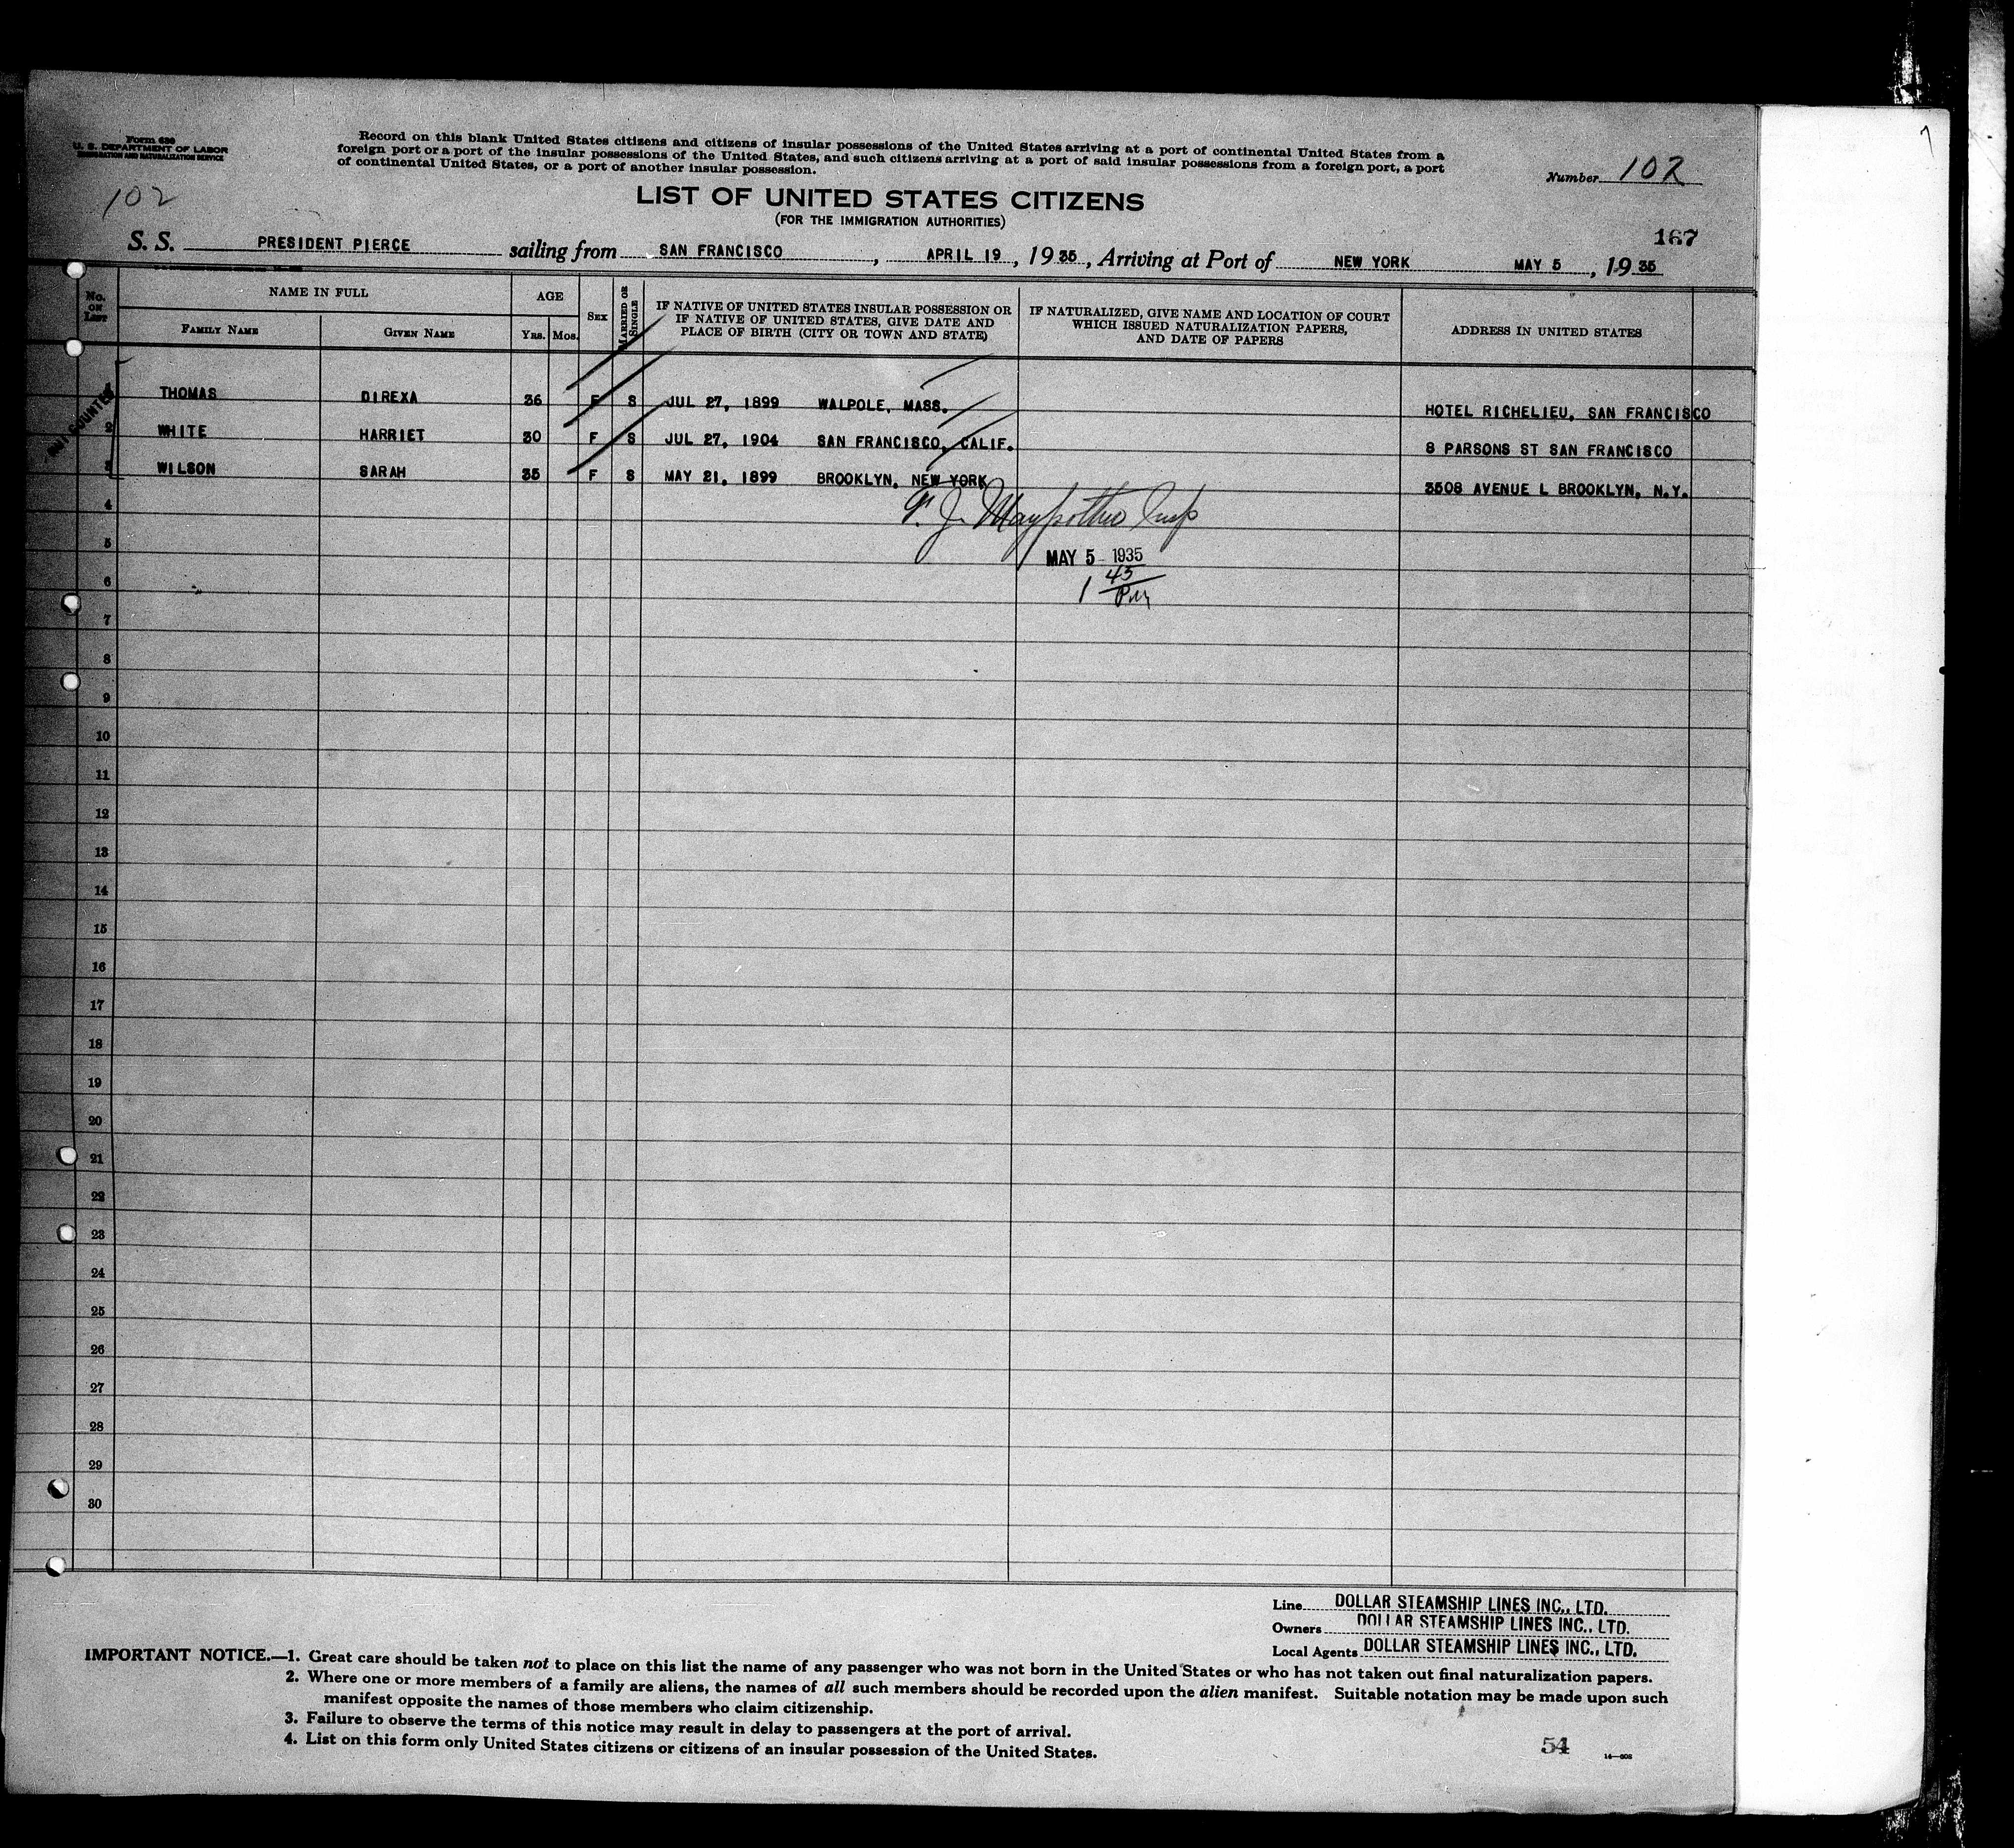 Form 630
U. S. DEPARTMENT OF LABOR
IMMIGRATION AND NATURALIZATION SERVICE
Record on this blank United States citizens and citizens of insular possessions of the United States arriving at a port of continental United States from a
foreign port or a port of the insular possessions of the United States, and such citizens arriving at a port of said insular possessions from a foreign port, a port
of continental United States, or a port of another insular possession.
Number 102
102
LIST OF UNITED STATES CITIZENS
(FOR THE IMMIGRATION AUTHORITIES)
167
S. S. PRESIDENT PIERCE sailing from SAN FRANCISCO, APRIL 19, 1935, Arriving at Port of NEW YORK MAY 5, 1935
No. on List
NAME IN FULL
Family Name
Given Name
AGE
Yrs. Mos.
Sex
Married or Single
IF NATIVE OF UNITED STATES INSULAR POSSESSION OR
IF NATIVE OF UNITED STATES, GIVE DATE AND
PLACE OF BIRTH (CITY OR TOWN AND STATE)
IF NATURALIZED, GIVE NAME AND LOCATION OF COURT
WHICH ISSUED NATURALIZATION PAPERS,
AND DATE OF PAPERS
ADDRESS IN UNITED STATES
1 THOMAS DIREXA 36 F S JUL 27, 1899 WALPOLE, MASS. HOTEL RICHELIEU, SAN FRANCISCO
2 WHITE HARRIET 30 F S JUL 27, 1904 SAN FRANCISCO, CALIF. 8 PARSONS ST SAN FRANCISCO
3 WILSON SARAH 35 F S MAY 21, 1899 BROOKLYN, NEW YORK 3508 AVENUE L BROOKLYN, N.Y.
4
5
MAY 5 1935
6
1 45 Pm
7
8
9
10
11
12
13
14
15
16
17
18
19
20
21
22
23
24
25
26
27
28
29
30
Line DOLLAR STEAMSHIP LINES INC., LTD.
Owners DOLLAR STEAMSHIP LINES INC., LTD.
Local Agents DOLLAR STEAMSHIP LINES INC., LTD.
IMPORTANT NOTICE.—1. Great care should be taken not to place on this list the name of any passenger who was not born in the United States or who has not taken out final naturalization papers.
2. Where one or more members of a family are aliens, the names of all such members should be recorded upon the alien manifest. Suitable notation may be made upon such
manifest opposite the names of those members who claim citizenship.
3. Failure to observe the terms of this notice may result in delay to passengers at the port of arrival.
4. List on this form only United States citizens or citizens of an insular possession of the United States.
54